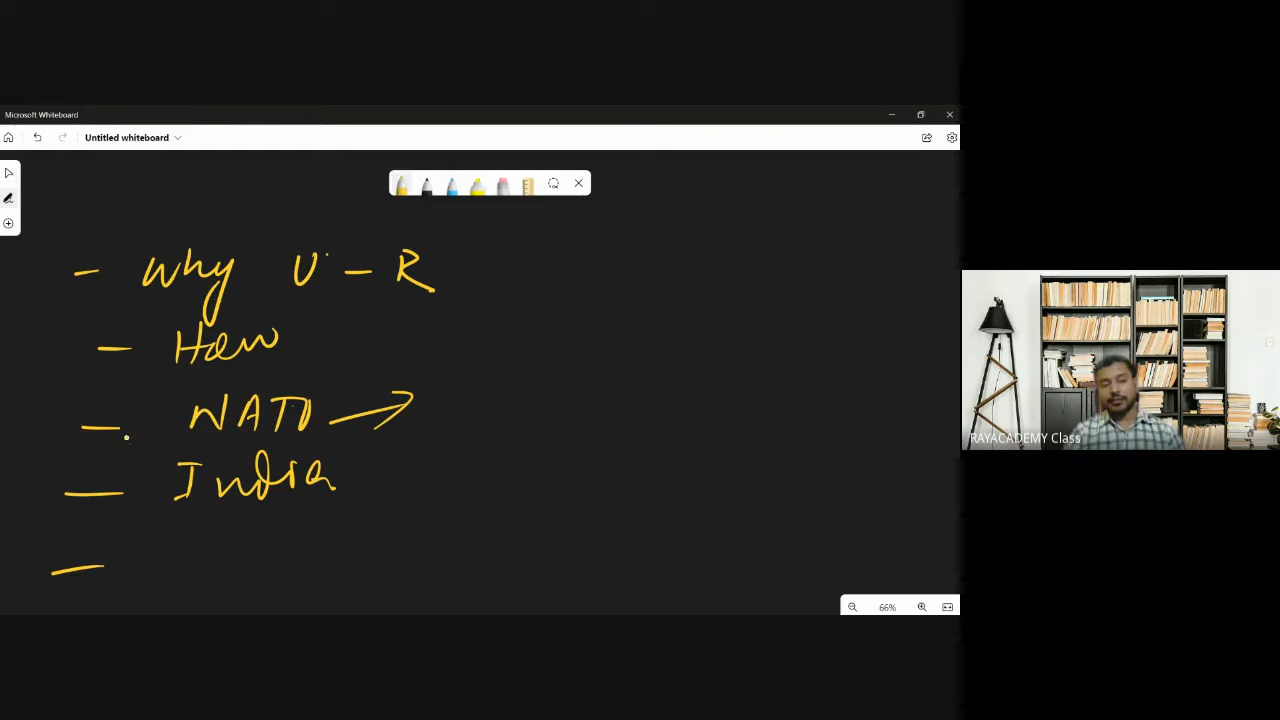 Microsoft Whiteboard
Untitled whiteboard
- Why U - R
- How
- NATO →
- India
-
66%
RAYACADEMY Class